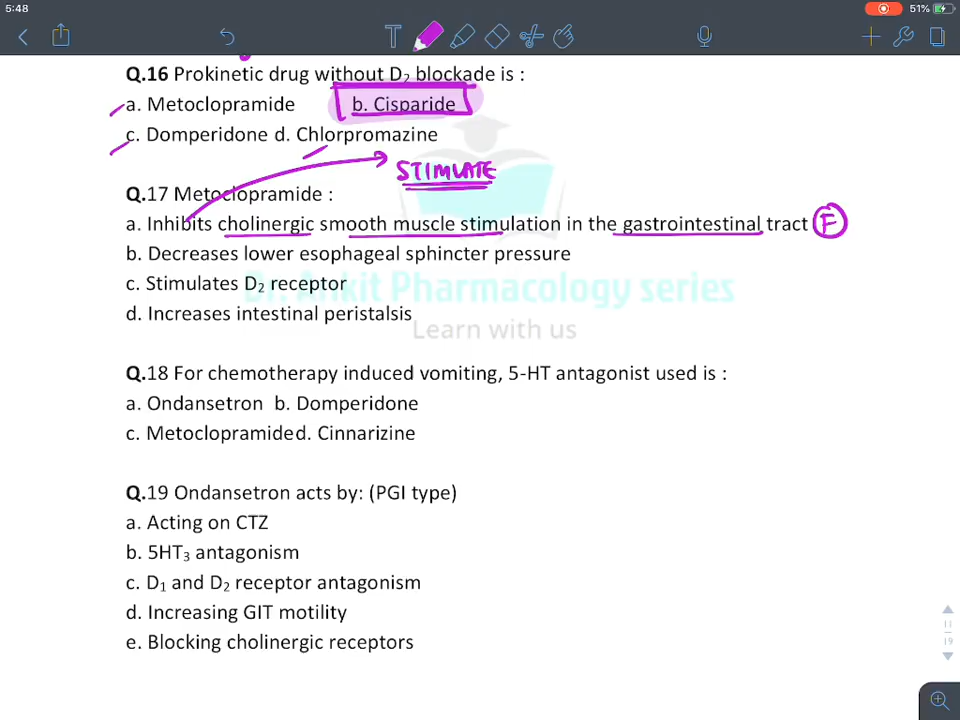 5:48
51%
T
Q.16 Prokinetic drug without D2 blockade is :
a. Metoclopramide b. Cisparide
c. Domperidone d. Chlorpromazine
STIMULATE
Q.17 Metoclopramide :
a. Inhibits cholinergic smooth muscle stimulation in the gastrointestinal tract F
b. Decreases lower esophageal sphincter pressure
c. Stimulates D2 receptor
Dr. Ankit Pharmacology series
d. Increases intestinal peristalsis
Learn with us
Q.18 For chemotherapy induced vomiting, 5-HT antagonist used is :
a. Ondansetron b. Domperidone
c. Metoclopramided. Cinnarizine
Q.19 Ondansetron acts by: (PGI type)
a. Acting on CTZ
b. 5HT3 antagonism
c. D1 and D2 receptor antagonism
d. Increasing GIT motility
e. Blocking cholinergic receptors
11
19